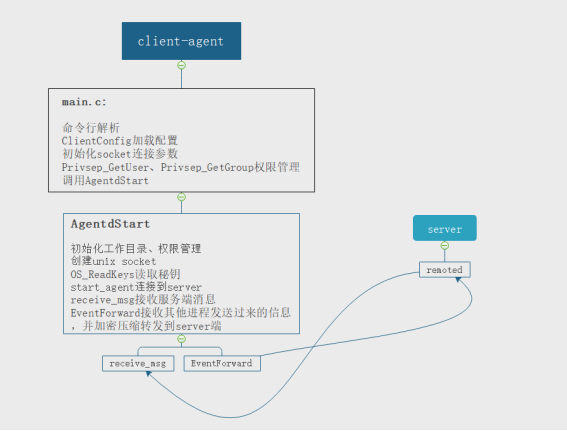 client-agent
main.c:
命令行解析
ClientConfig加载配置
初始化socket连接参数
Privsep_GetUser、Privsep_GetGroup权限管理
调用AgentdStart
AgentdStart
初始化工作目录、权限管理
创建unix socket
OS_ReadKeys读取秘钥
start_agent连接到server
receive_msg接收服务端消息
EventForward接收其他进程发送过来的信息
，并加密压缩转发到server端
receive_msg
EventForward
server
remoted